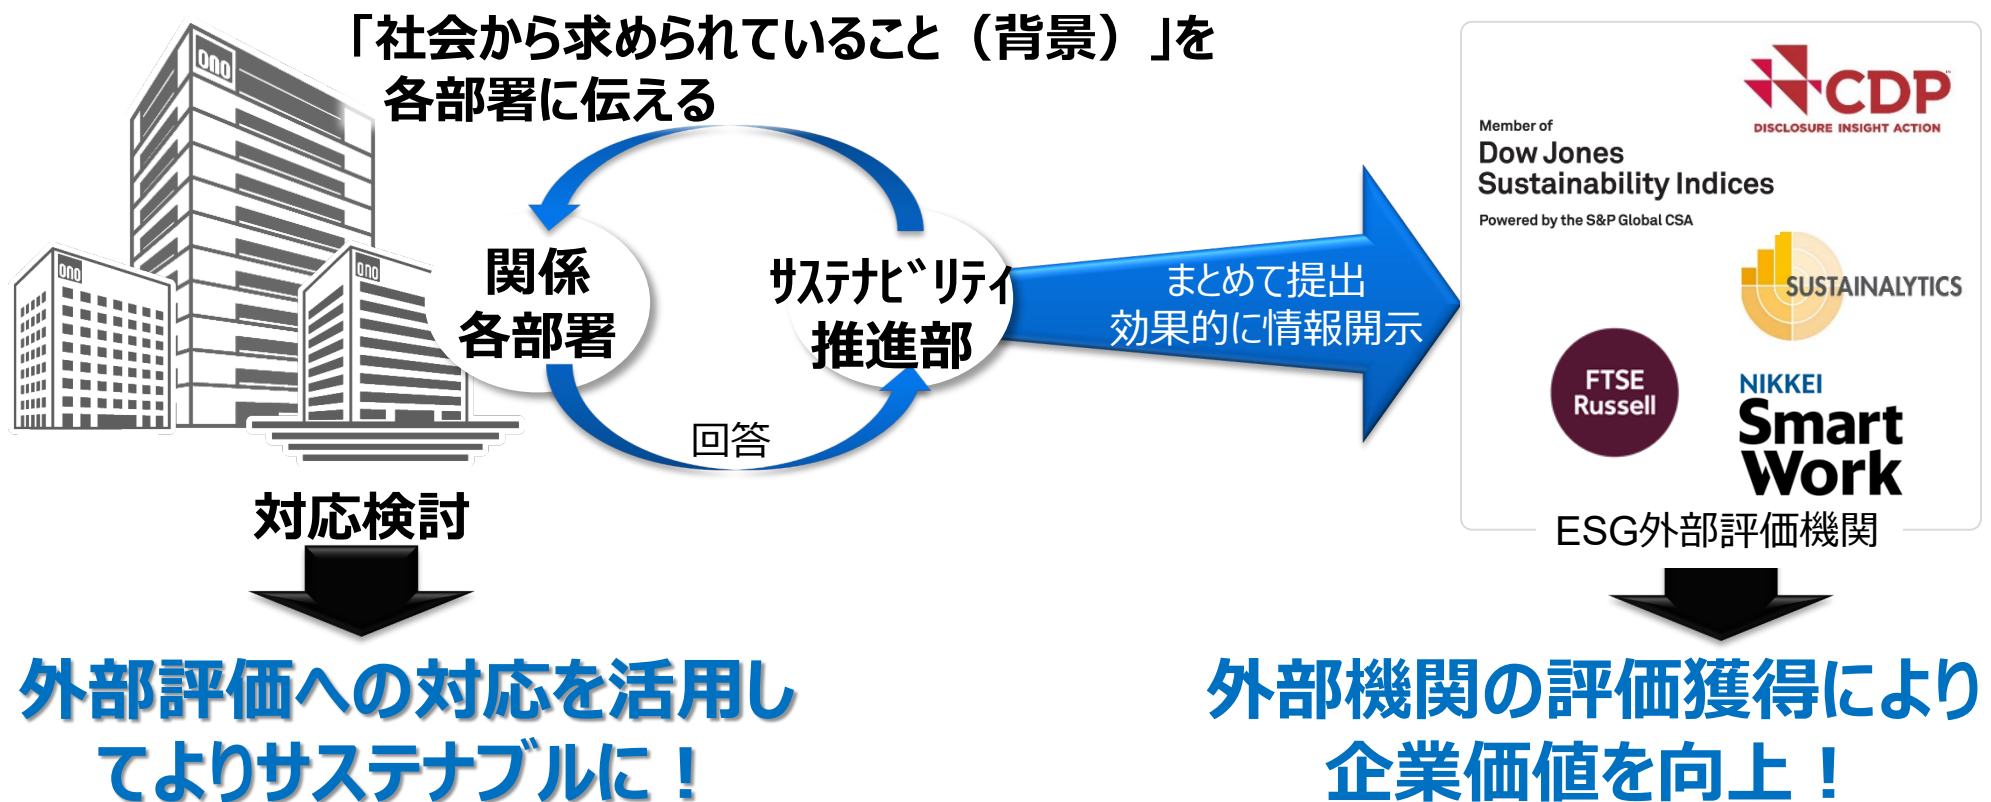 「社会から求められていること（背景）」を
各部署に伝える
ono
ono
ono
関係
各部署
サステナビリティ
推進部
回答
まとめて提出
効果的に情報開示
CDP
DISCLOSURE INSIGHT ACTION
Member of
Dow Jones
Sustainability Indices
Powered by the S&P Global CSA
SUSTAINALYTICS
FTSE
Russell
NIKKEI
Smart
Work
ESG外部評価機関
対応検討
外部評価への対応を活用し
てよりサステナブルに！
外部機関の評価獲得により
企業価値を向上！